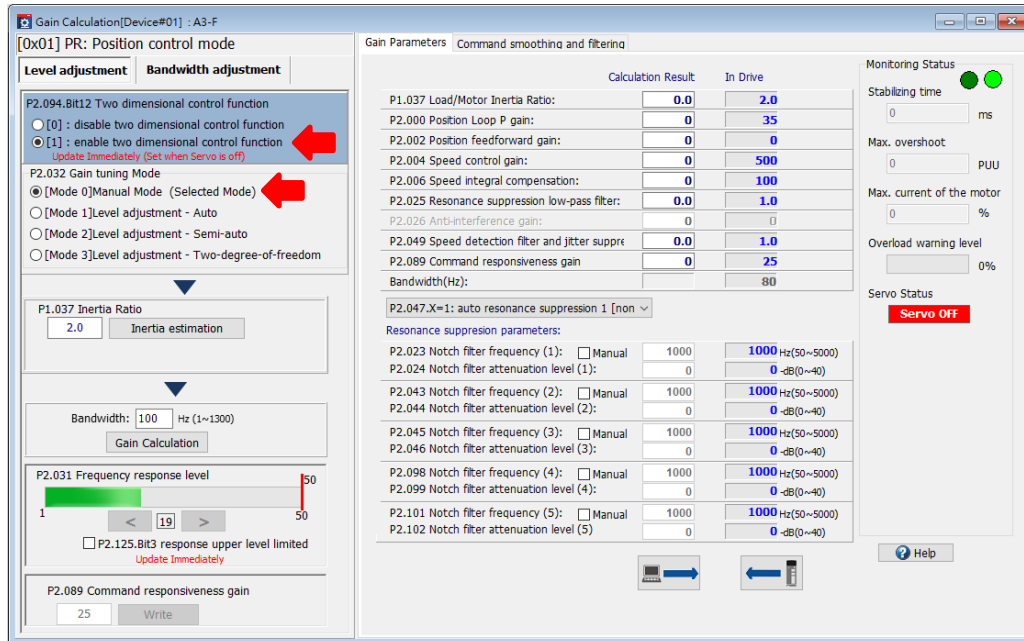 Gain Calculation[Device#01] : A3-F
[0x01] PR: Position control mode
Level adjustment
Bandwidth adjustment
P2.094.Bit12 Two dimensional control function
[0] : disable two dimensional control function
[1] : enable two dimensional control function
Update Immediately (Set when Servo is off)
P2.032 Gain tuning Mode
[Mode 0]Manual Mode (Selected Mode)
[Mode 1]Level adjustment - Auto
[Mode 2]Level adjustment - Semi-auto
[Mode 3]Level adjustment - Two-degree-of-freedom
P1.037 Inertia Ratio
2.0 Inertia estimation
Bandwidth: 100 Hz (1~1300)
Gain Calculation
P2.031 Frequency response level
50
1
50
< 19 >
P2.125.Bit3 response upper level limited
Update Immediately
P2.089 Command responsiveness gain
25 Write
Gain Parameters
Command smoothing and filtering
Calculation Result In Drive
P1.037 Load/Motor Inertia Ratio: 0.0 2.0
P2.000 Position Loop P gain: 0 35
P2.002 Position feedforward gain: 0 0
P2.004 Speed control gain: 0 500
P2.006 Speed integral compensation: 0 100
P2.025 Resonance suppression low-pass filter: 0.0 1.0
P2.026 Anti-interference gain: 0 0
P2.049 Speed detection filter and jitter suppre 0.0 1.0
P2.089 Command responsiveness gain 0 25
Bandwidth(Hz): 80
P2.047.X=1: auto resonance suppression 1 [non
Resonance suppresion parameters:
P2.023 Notch filter frequency (1): Manual 1000 1000 Hz(50~5000)
P2.024 Notch filter attenuation level (1): 0 0 -dB(0~40)
P2.043 Notch filter frequency (2): Manual 1000 1000 Hz(50~5000)
P2.044 Notch filter attenuation level (2): 0 0 -dB(0~40)
P2.045 Notch filter frequency (3): Manual 1000 1000 Hz(50~5000)
P2.046 Notch filter attenuation level (3): 0 0 -dB(0~40)
P2.098 Notch filter frequency (4): Manual 1000 1000 Hz(50~5000)
P2.099 Notch filter attenuation level (4): 0 0 -dB(0~40)
P2.101 Notch filter frequency (5): Manual 1000 1000 Hz(50~5000)
P2.102 Notch filter attenuation level (5) 0 0 -dB(0~40)
Monitoring Status
Stabilizing time
0 ms
Max. overshoot
0 PUU
Max. current of the motor
0 %
Overload warning level
0%
Servo Status
Servo OFF
Help